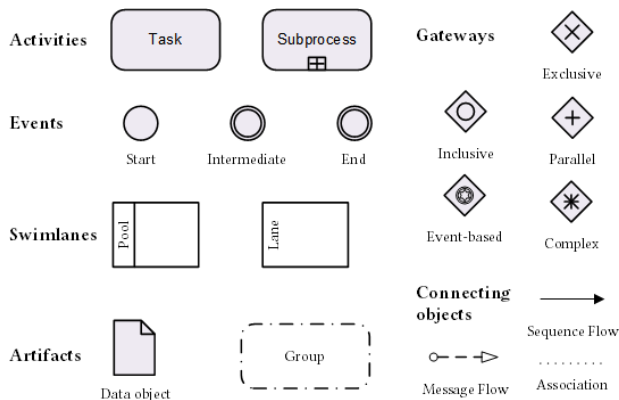 Activities
Task
Subprocess
Gateways
Exclusive
Events
Start
Intermediate
End
Inclusive
Parallel
Swimlanes
Pool
Lane
Event-based
Complex
Connecting
objects
Sequence Flow
Artifacts
Data object
Group
Message Flow
Association